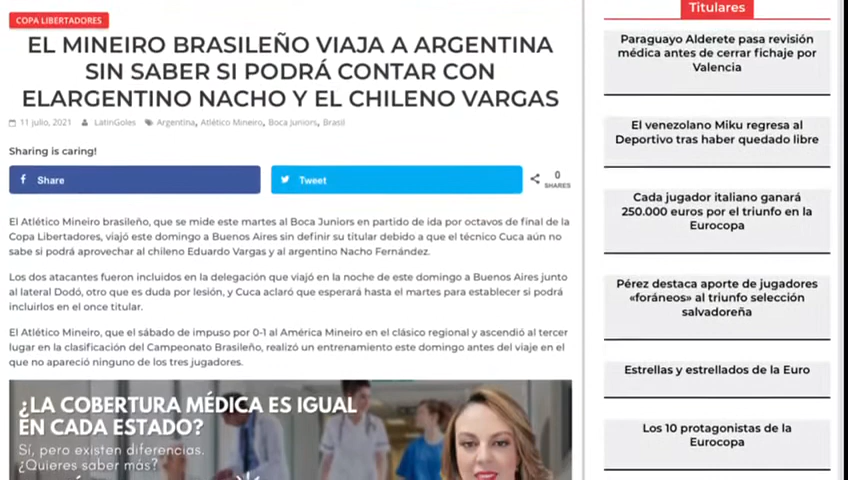 COPA LIBERTADORES
EL MINEIRO BRASILEÑO VIAJA A ARGENTINA
SIN SABER SI PODRÁ CONTAR CON
ELARGENTINO NACHO Y EL CHILENO VARGAS
11 julio, 2021 LatinGoles Argentina, Atlético Mineiro, Boca Juniors, Brasil
Sharing is caring!
Share
Tweet
0
SHARES
El Atlético Mineiro brasileño, que se mide este martes al Boca Juniors en partido de ida por octavos de final de la
Copa Libertadores, viajó este domingo a Buenos Aires sin definir su titular debido a que el técnico Cuca aún no
sabe si podrá aprovechar al chileno Eduardo Vargas y al argentino Nacho Fernández.
Los dos atacantes fueron incluidos en la delegación que viajó en la noche de este domingo a Buenos Aires junto
al lateral Dodó, otro que es duda por lesión, y Cuca aclaró que esperará hasta el martes para establecer si podrá
incluirlos en el once titular.
El Atlético Mineiro, que el sábado de impuso por 0-1 al América Mineiro en el clásico regional y ascendió al tercer
lugar en la clasificación del Campeonato Brasileño, realizó un entrenamiento este domingo antes del viaje en el
que no apareció ninguno de los tres jugadores.
¿LA COBERTURA MÉDICA ES IGUAL
EN CADA ESTADO?
Sí, pero existen diferencias.
¿Quieres saber más?
Titulares
Paraguayo Alderete pasa revisión
médica antes de cerrar fichaje por
Valencia
El venezolano Miku regresa al
Deportivo tras haber quedado libre
Cada jugador italiano ganará
250.000 euros por el triunfo en la
Eurocopa
Pérez destaca aporte de jugadores
«foráneos» al triunfo selección
salvadoreña
Estrellas y estrellados de la Euro
Los 10 protagonistas de la
Eurocopa